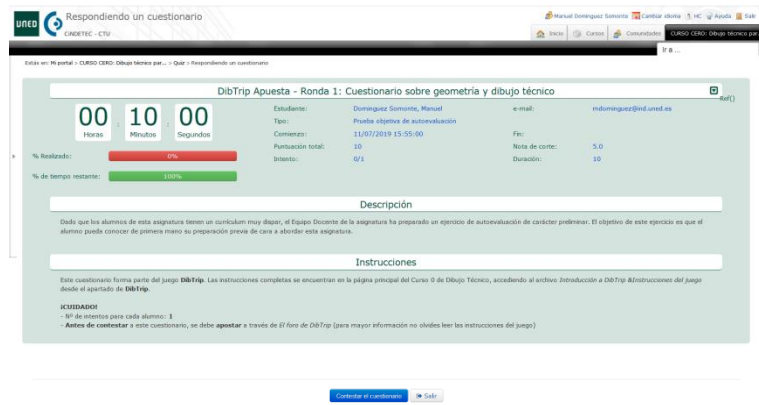 UNED
Respondiendo un cuestionario
CiNDETEC - CTU
Manuel Dominguez Somonte Cambiar idioma HC Ayuda Salir
Inicio Cursos Comunidades CURSO CERO: Dibujo técnico par...
Ir a ...
Estás en: Mi portal > CURSO CERO: Dibujo técnico par... > Quiz > Respondiendo un cuestionario
DibTrip Apuesta - Ronda 1: Cuestionario sobre geometría y dibujo técnico
Ref()
00 : 10 : 00
Horas Minutos Segundos
% Realizado: 0%
% de tiempo restante: 100%
Estudiante: Dominguez Somonte, Manuel e-mail: mdominguez@ind.uned.es
Tipo: Prueba objetiva de autoevaluación
Comienzo: 11/07/2019 15:55:00 Fin:
Puntuación total: 10 Nota de corte: 5.0
Intento: 0/1 Duración: 10
Descripción
Dado que los alumnos de esta asignatura tienen un curriculum muy dispar, el Equipo Docente de la asignatura ha preparado un ejercicio de autoevaluación de carácter preliminar. El objetivo de este ejercicio es que el
alumno pueda conocer de primera mano su preparación previa de cara a abordar esta asignatura.
Instrucciones
Este cuestionario forma parte del juego DibTrip. Las instrucciones completas se encuentran en la página principal del Curso 0 de Dibujo Técnico, accediendo al archivo Introducción a DibTrip &Instrucciones del juego
desde el apartado de DibTrip.
¡CUIDADO!
- Nº de intentos para cada alumno: 1
- Antes de contestar a este cuestionario, se debe apostar a través de El foro de DibTrip (para mayor información no olvides leer las instrucciones del juego)
Contestar el cuestionario Salir